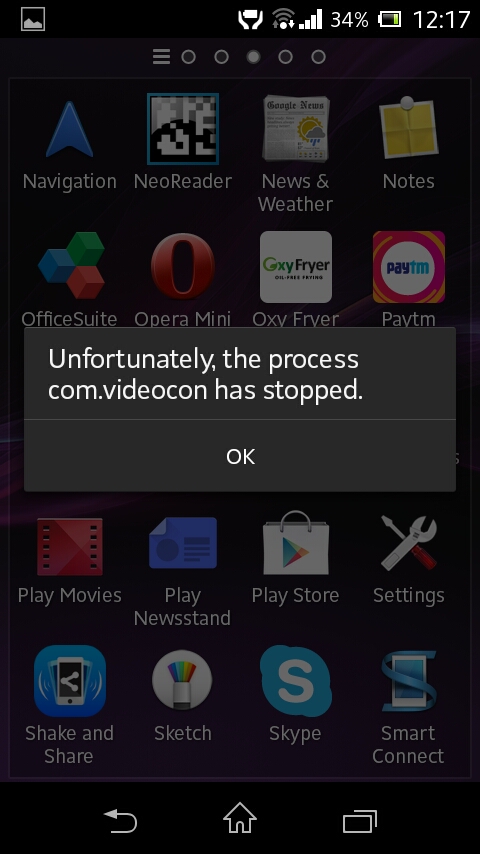 34% 12:17
Navigation NeoReader News & Weather Notes
Google News
OfficeSuite Opera Mini Oxy Fryer Paytm
OxyFryer
OIL-FREE FRYING
paytm
Unfortunately, the process
com.videocon has stopped.
OK
s
Play Movies Play Newsstand Play Store Settings
Shake and Share Sketch Skype Smart Connect